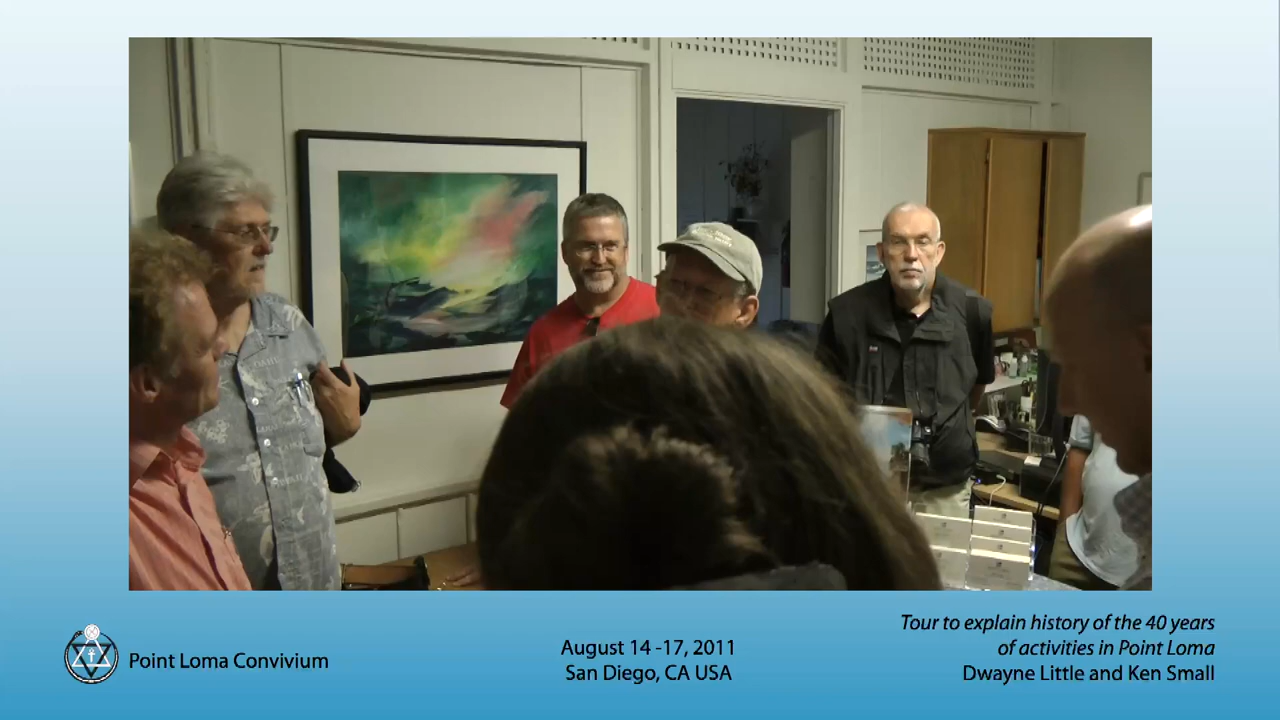 Point Loma Convivium
August 14 -17, 2011
San Diego, CA USA
Tour to explain history of the 40 years
of activities in Point Loma
Dwayne Little and Ken Small